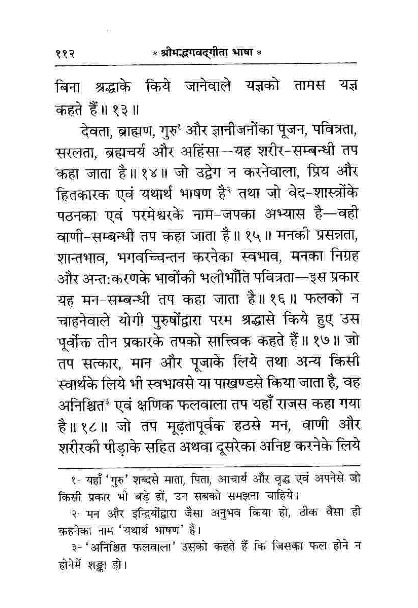 ११२
* श्रीमद्भगवद्‌गीता भाषा *
बिना श्रद्धाके किये जानेवाले यज्ञको तामस यज्ञ
कहते हैं॥ १३॥
देवता, ब्राह्मण, गुरु१ और ज्ञानीजनोंका पूजन, पवित्रता,
सरलता, ब्रह्मचर्य और अहिंसा—यह शरीर-सम्बन्धी तप
कहा जाता है॥ १४॥ जो उद्वेग न करनेवाला, प्रिय और
हितकारक एवं यथार्थ भाषण है२ तथा जो वेद-शास्त्रोंके
पठनका एवं परमेश्वरके नाम-जपका अभ्यास है—वही
वाणी-सम्बन्धी तप कहा जाता है॥ १५॥ मनकी प्रसन्नता,
शान्तभाव, भगवच्चिन्तन करनेका स्वभाव, मनका निग्रह
और अन्तःकरणके भावोंकी भलीभाँति पवित्रता—इस प्रकार
यह मन-सम्बन्धी तप कहा जाता है॥ १६॥ फलको न
चाहनेवाले योगी पुरुषोंद्वारा परम श्रद्धासे किये हुए उस
पूर्वोक्त तीन प्रकारके तपको सात्त्विक कहते हैं॥ १७॥ जो
तप सत्कार, मान और पूजाके लिये तथा अन्य किसी
स्वार्थके लिये भी स्वभावसे या पाखण्डसे किया जाता है, वह
अनिश्चित३ एवं क्षणिक फलवाला तप यहाँ राजस कहा गया
है॥ १८॥ जो तप मूढ़तापूर्वक हठसे मन, वाणी और
शरीरकी पीड़ाके सहित अथवा दूसरेका अनिष्ट करनेके लिये
१- यहाँ 'गुरु' शब्दसे माता, पिता, आचार्य और वृद्ध एवं अपनेसे जो
किसी प्रकार भी बड़े हों, उन सबको समझना चाहिये।
२- मन और इन्द्रियोंद्वारा जैसा अनुभव किया हो, ठीक वैसा ही
कहनेका नाम 'यथार्थ भाषण' है।
३- 'अनिश्चित फलवाला' उसको कहते हैं कि जिसका फल होने न
होनेमें शङ्का हो।